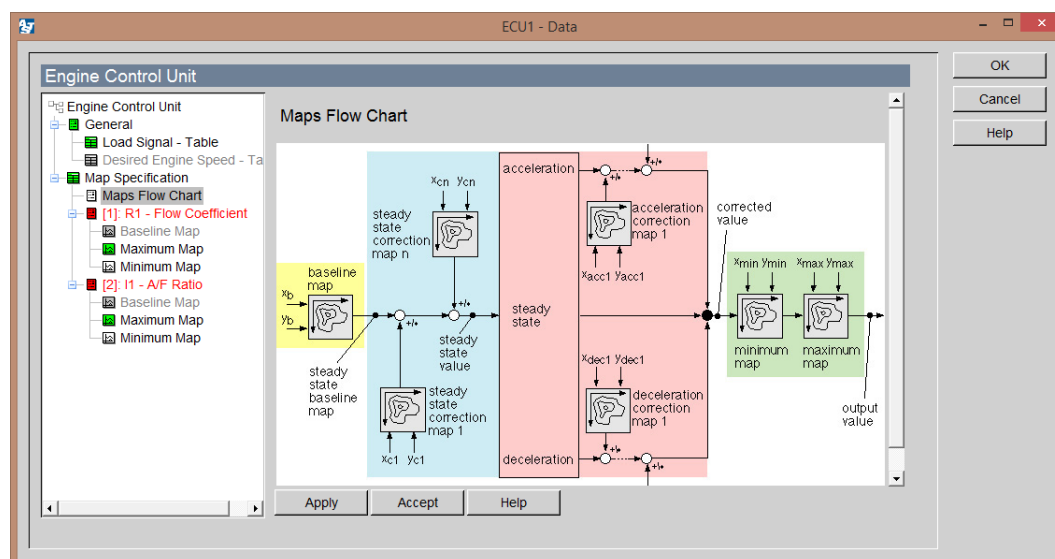 ECU1 - Data
OK
Cancel
Help
Engine Control Unit
Engine Control Unit
General
Load Signal - Table
Desired Engine Speed - Ta
Map Specification
Maps Flow Chart
[1]: R1 - Flow Coefficient
Baseline Map
Maximum Map
Minimum Map
[2]: I1 - A/F Ratio
Baseline Map
Maximum Map
Minimum Map
Maps Flow Chart
baseline
map
xb
yb
steady
state
baseline
map
xcn ycn
steady
state
correction
map n
+/•
+/•
steady
state
value
steady
state
correction
map 1
xc1 yc1
acceleration
steady
state
deceleration
+/•
+/•
acceleration
correction
map 1
xacc1 yacc1
xdec1 ydec1
deceleration
correction
map 1
+/•
+/•
corrected
value
xmin ymin xmax ymax
minimum
map
maximum
map
output
value
Apply
Accept
Help